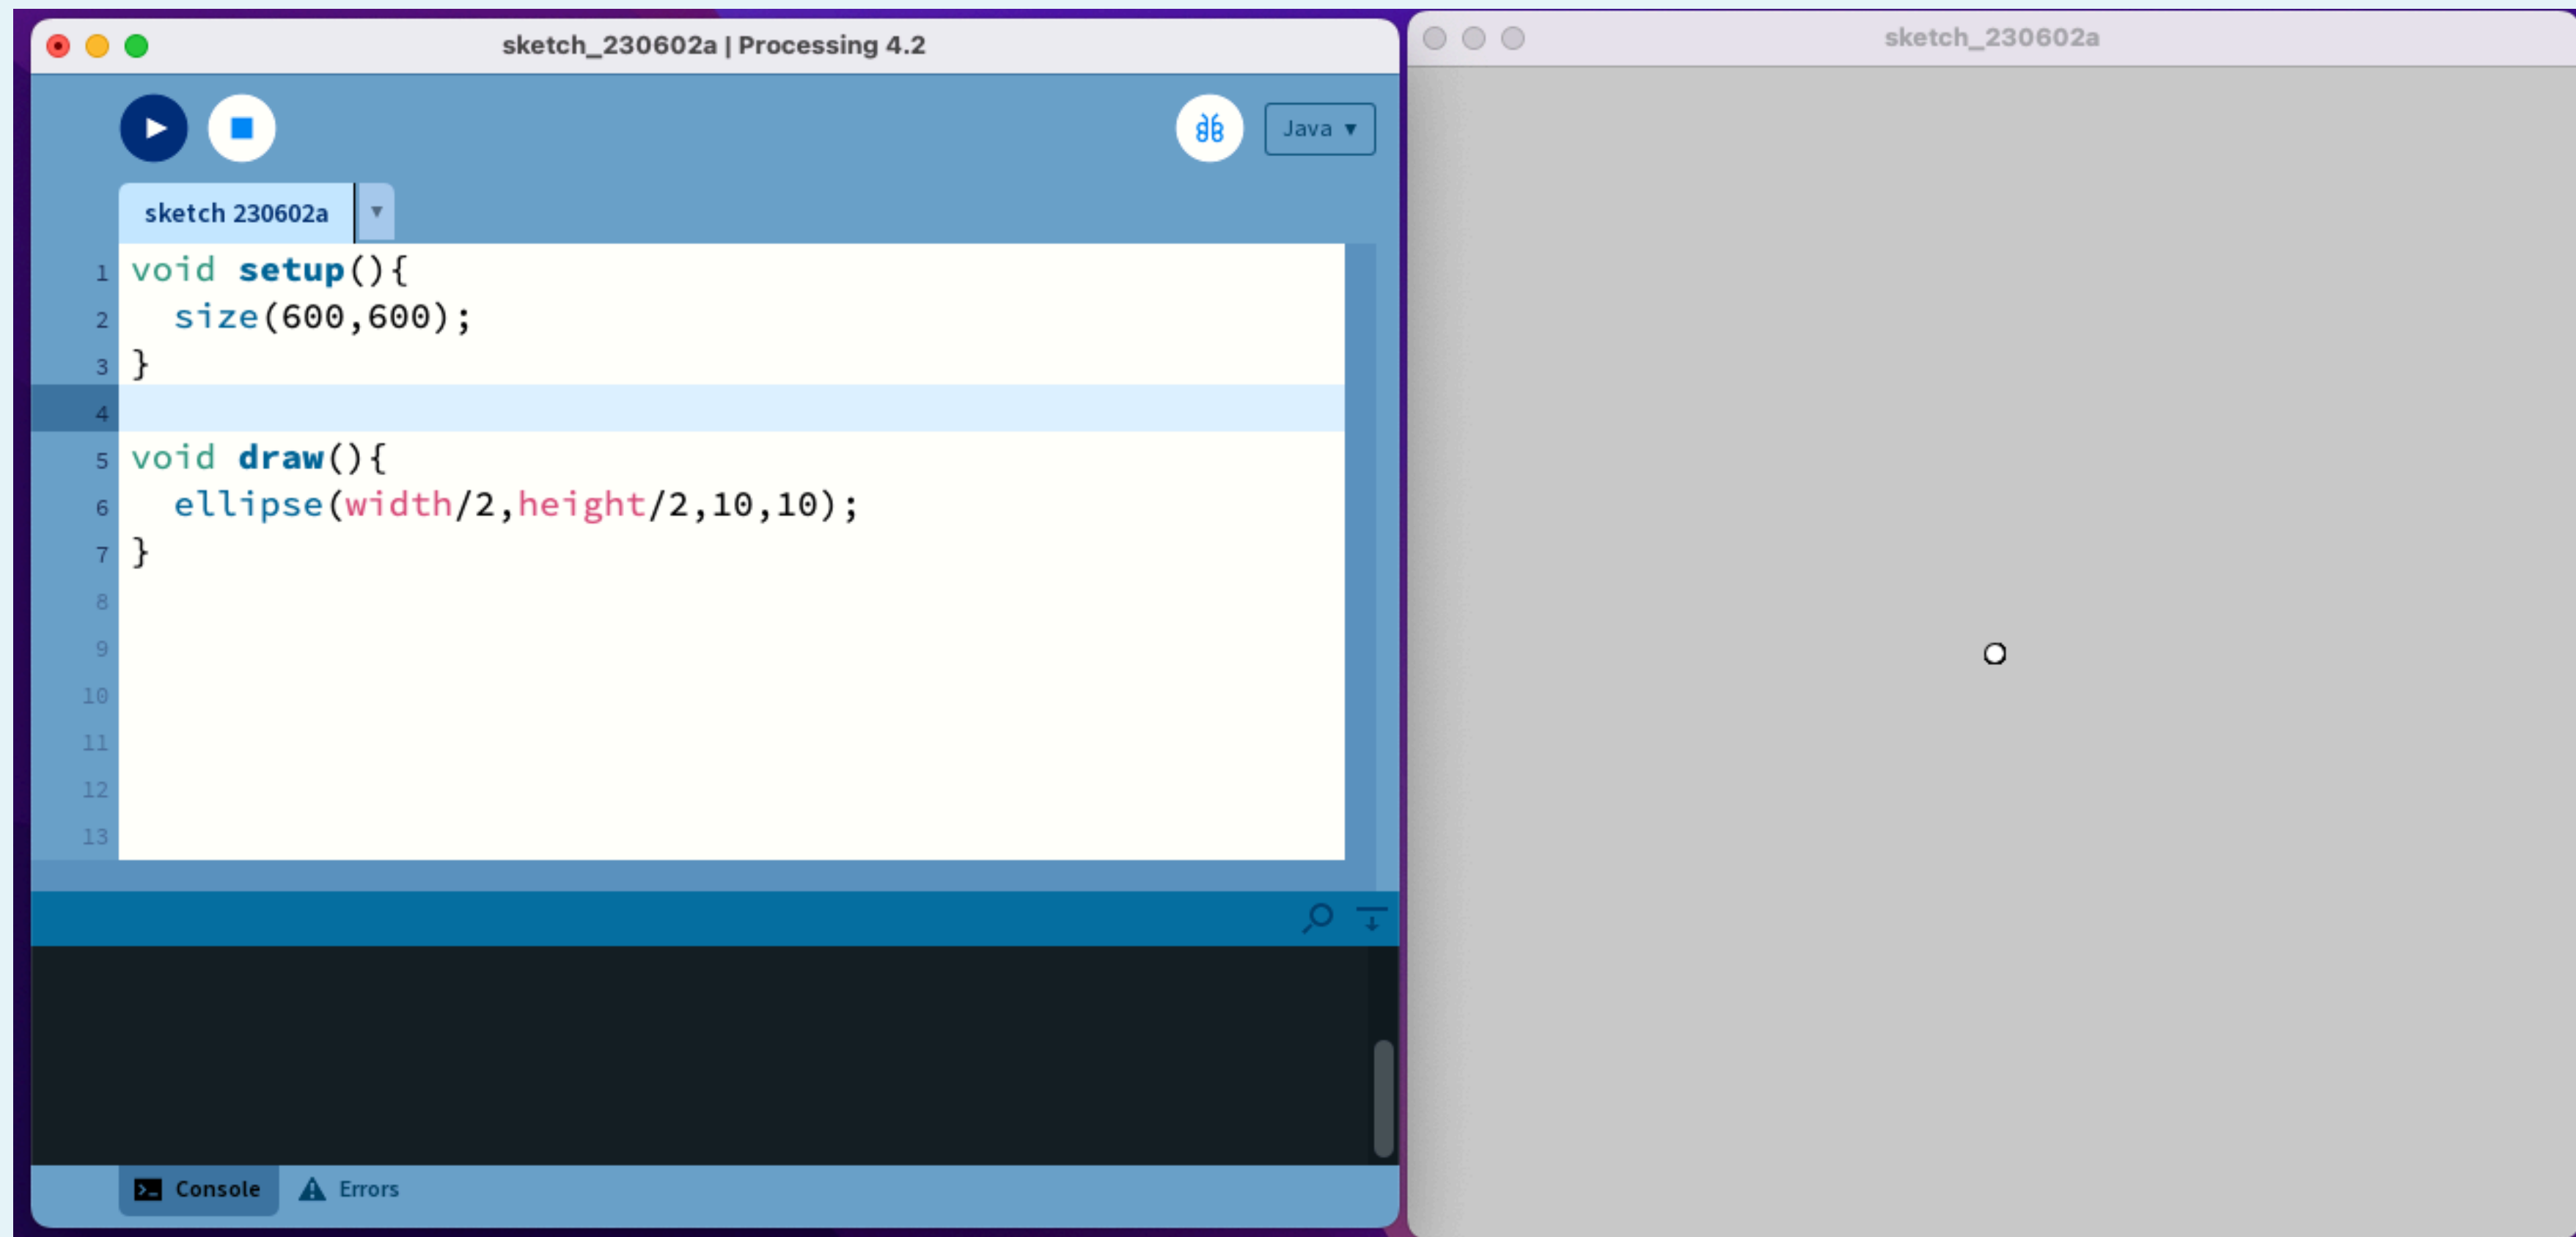 sketch_230602a | Processing 4.2
Java
sketch 230602a
1 void setup(){
2   size(600,600);
3 }
4
5 void draw(){
6   ellipse(width/2,height/2,10,10);
7 }
8
9
10
11
12
13
Console
Errors
sketch_230602a